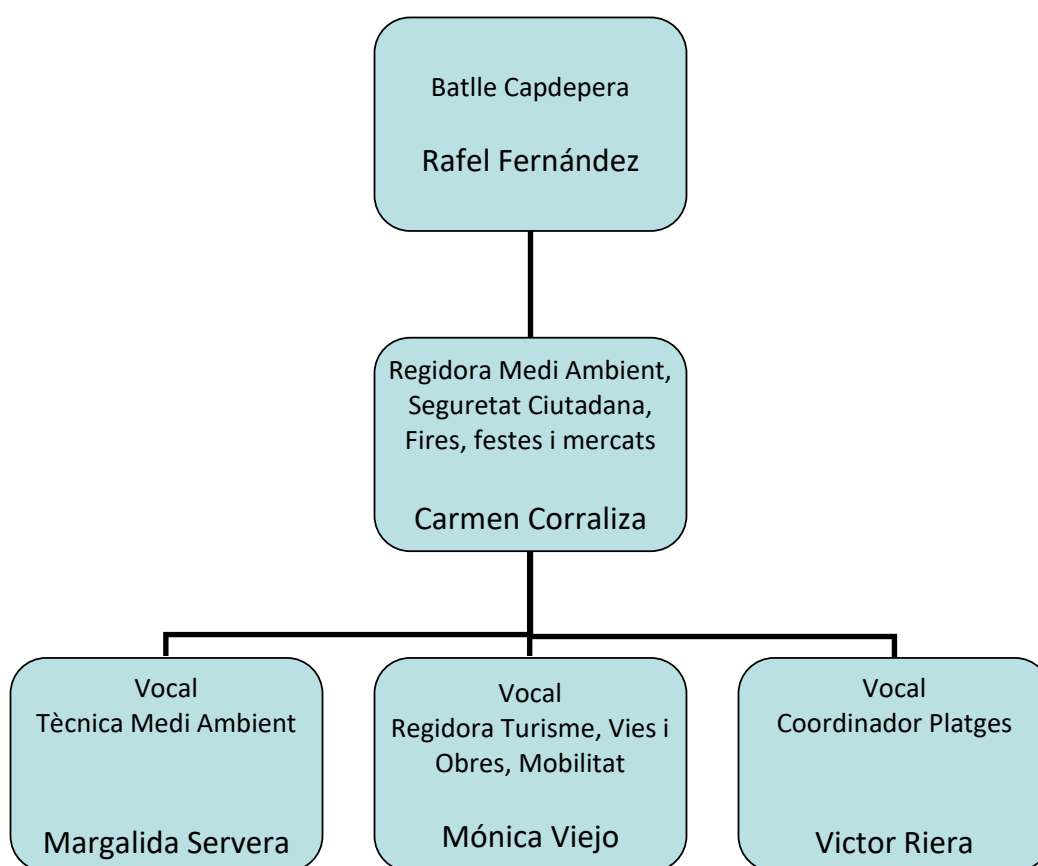 Batlle Capdepera
Rafel Fernández
Regidora Medi Ambient,
Seguretat Ciutadana,
Fires, festes i mercats
Carmen Corraliza
Vocal
Tècnica Medi Ambient
Margalida Servera
Vocal
Regidora Turisme, Vies i
Obres, Mobilitat
Mónica Viejo
Vocal
Coordinador Platges
Victor Riera